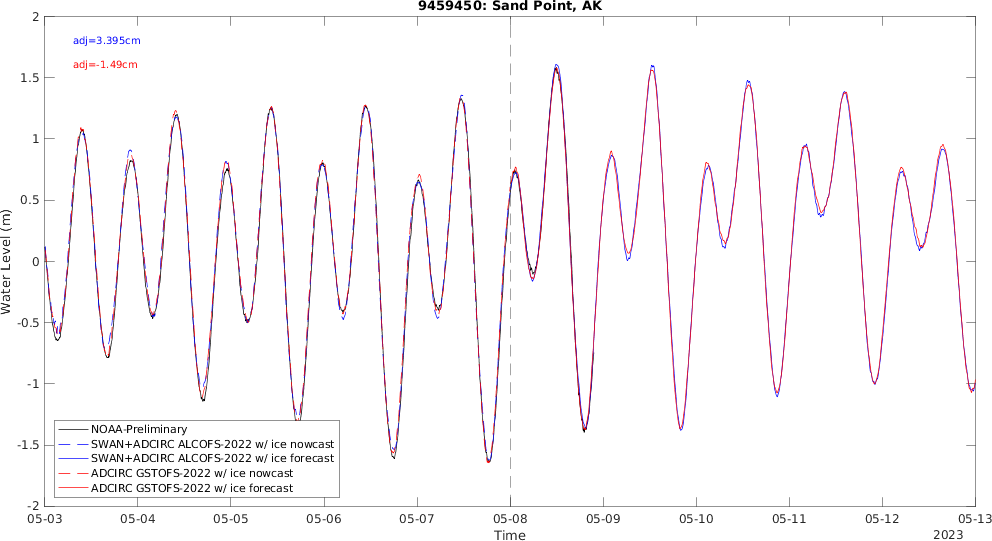 9459450: Sand Point, AK
adj=3.395cm
adj=-1.49cm
Water Level (m)
2
1.5
1
0.5
0
-0.5
-1
-1.5
-2
NOAA-Preliminary
SWAN+ADCIRC ALCOFS-2022 w/ ice nowcast
SWAN+ADCIRC ALCOFS-2022 w/ ice forecast
ADCIRC GSTOFS-2022 w/ ice nowcast
ADCIRC GSTOFS-2022 w/ ice forecast
05-03 05-04 05-05 05-06 05-07 05-08 05-09 05-10 05-11 05-12 05-13
Time
2023